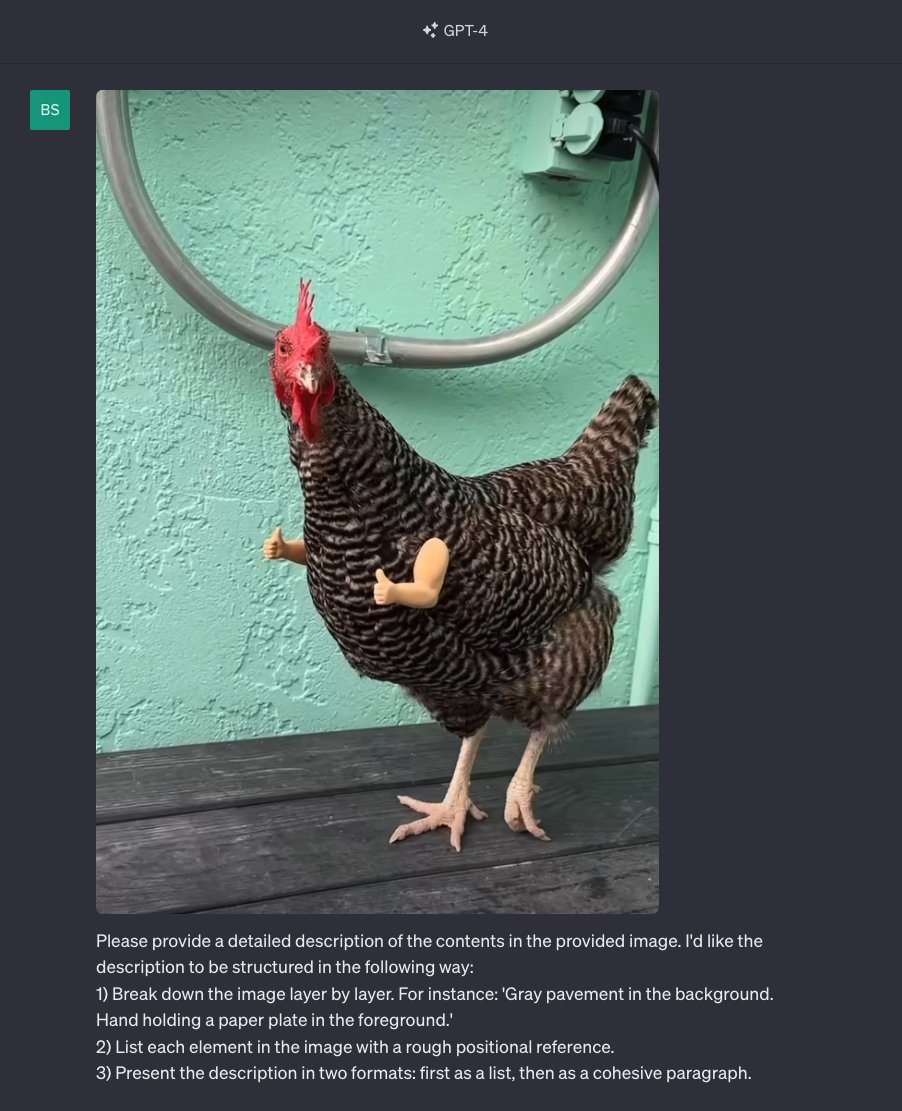 GPT-4
BS
Please provide a detailed description of the contents in the provided image. I'd like the
description to be structured in the following way:
1) Break down the image layer by layer. For instance: 'Gray pavement in the background.
Hand holding a paper plate in the foreground.'
2) List each element in the image with a rough positional reference.
3) Present the description in two formats: first as a list, then as a cohesive paragraph.